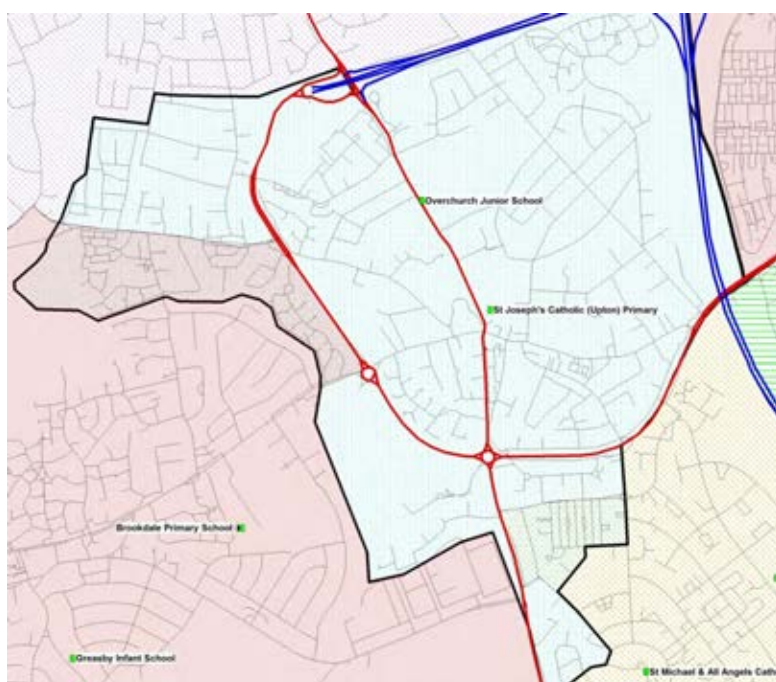 Overchurch Junior School
St Joseph's Catholic (Upton) Primary
Brookdale Primary School
Greasby Infant School
St Michael & All Angels Cath